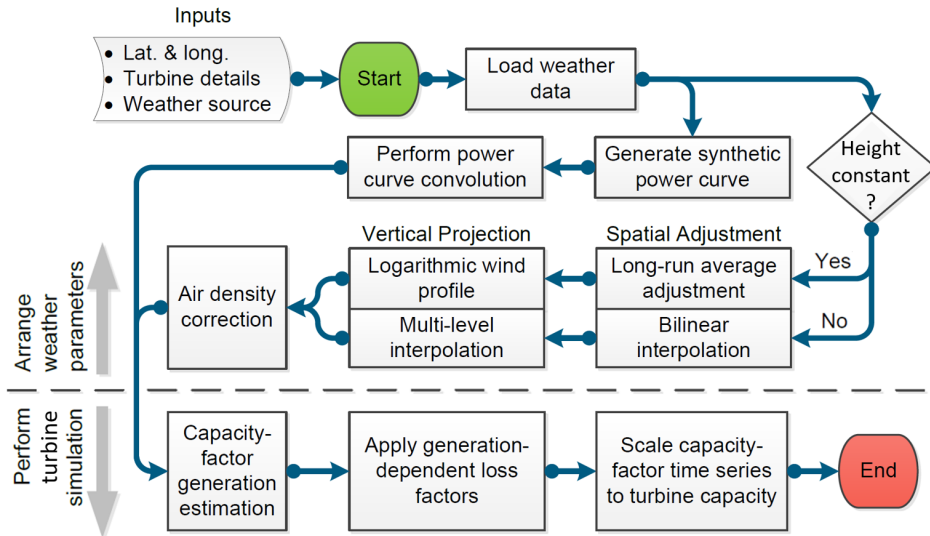 Inputs
• Lat. & long.
• Turbine details
• Weather source
Start
Load weather
data
Height
constant
?
Generate synthetic
power curve
Perform power
curve convolution
Spatial Adjustment
Vertical Projection
Yes
Long-run average
adjustment
Logarithmic wind
profile
No
Bilinear
interpolation
Multi-level
interpolation
Air density
correction
Arrange
weather
parameters
Perform
turbine
simulation
Capacity-
factor
generation
estimation
Apply generation-
dependent loss
factors
Scale capacity-
factor time series
to turbine capacity
End